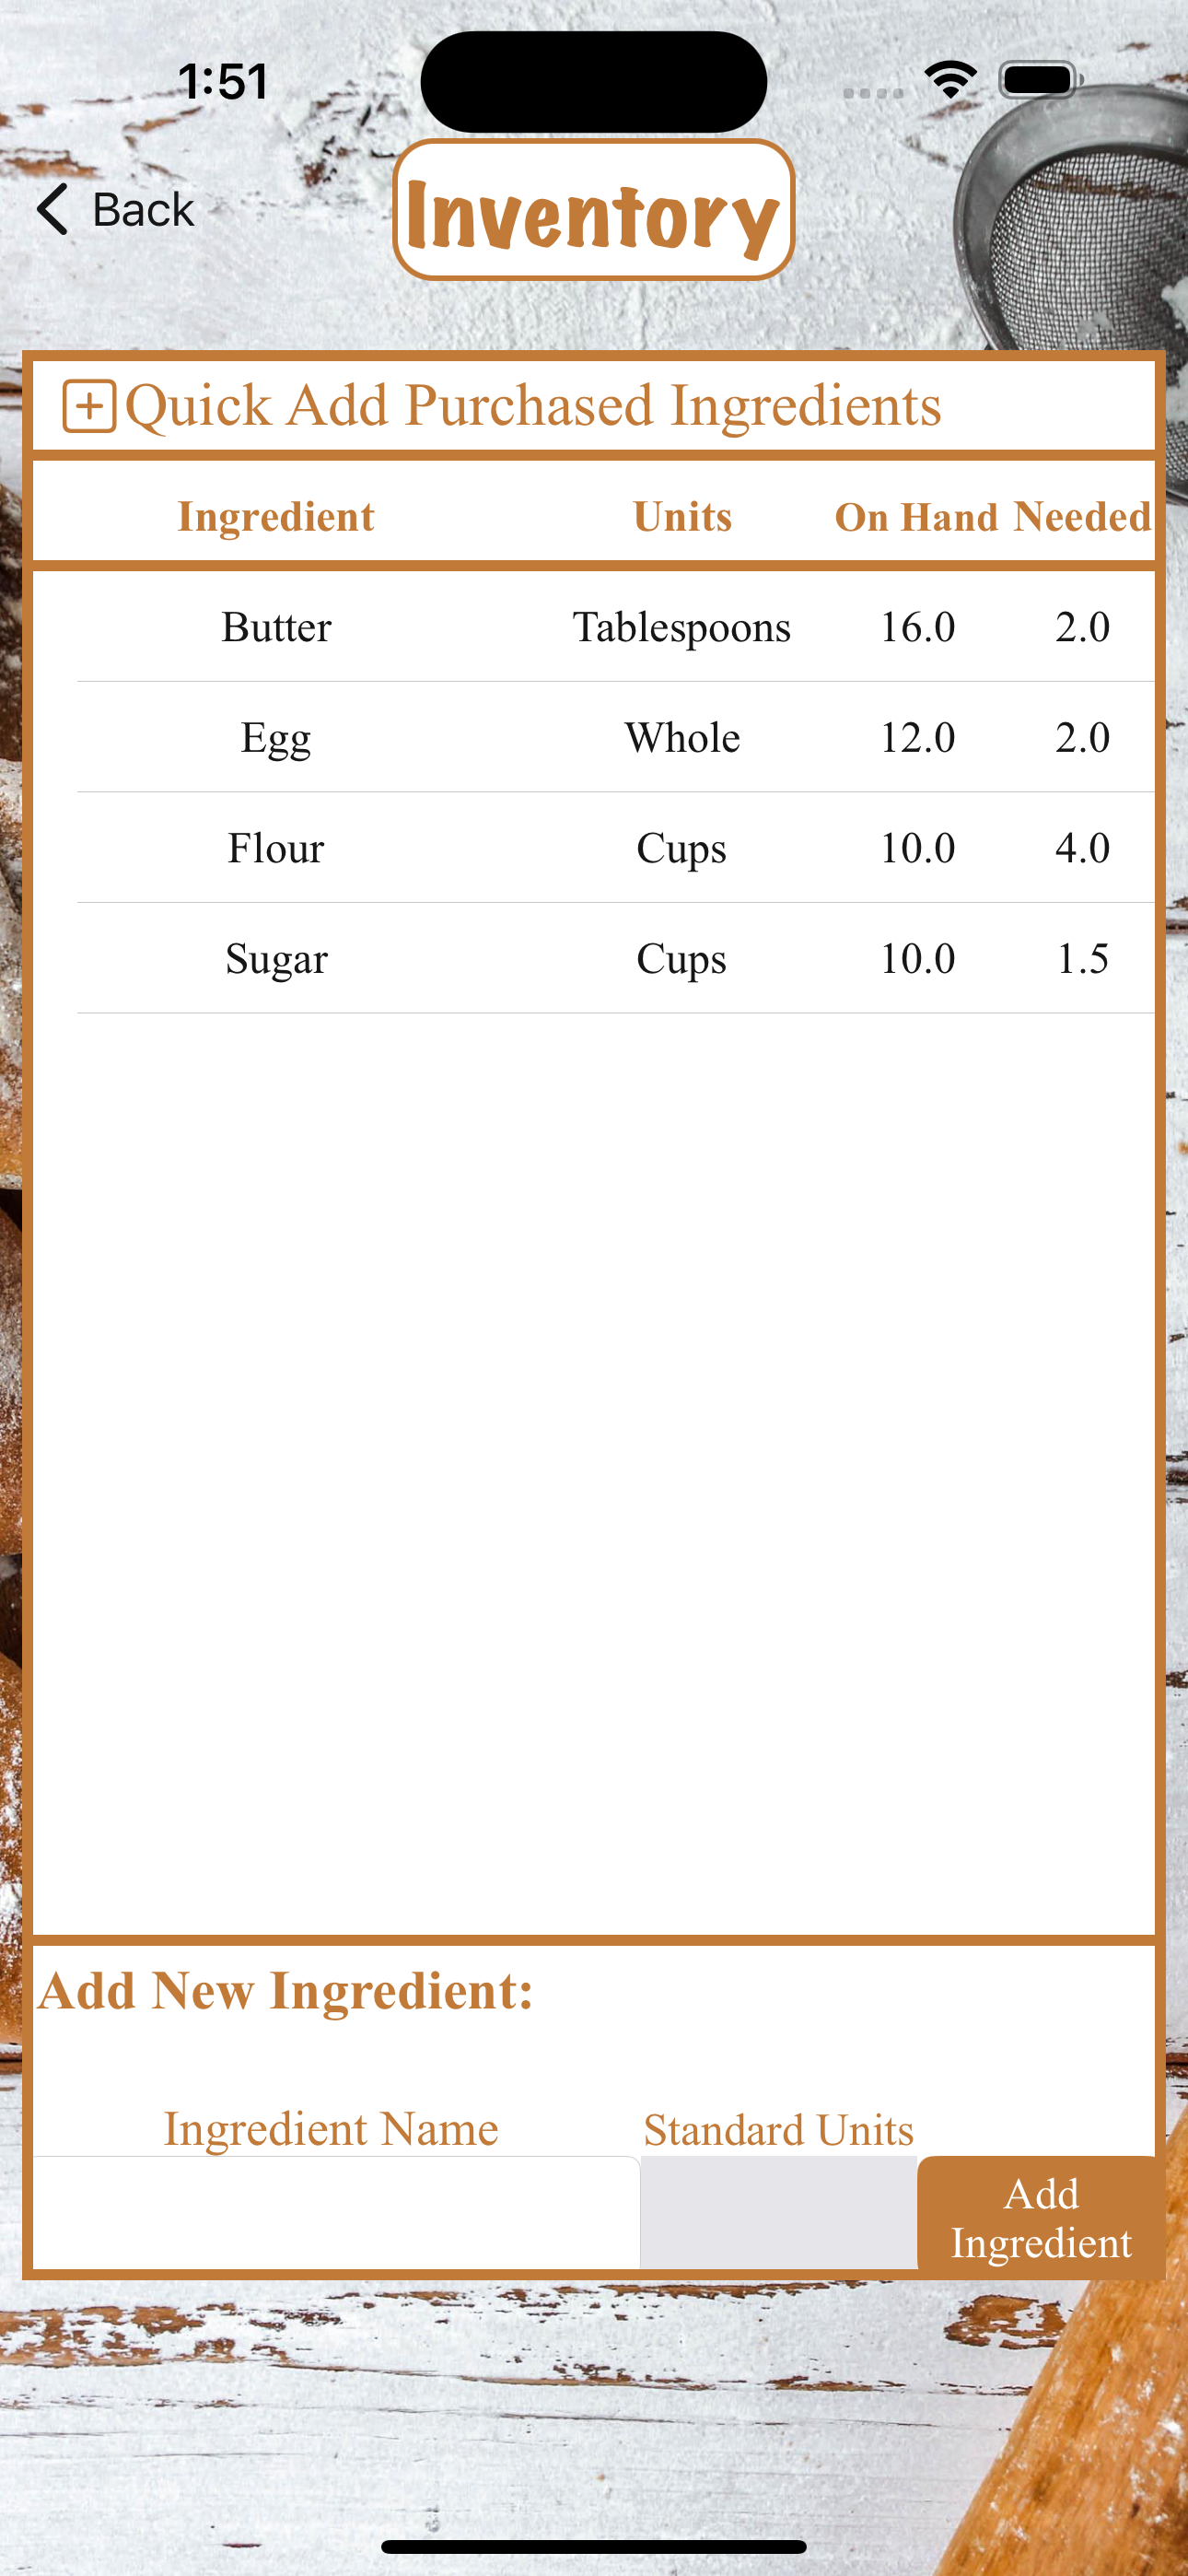 1:51
Back
Inventory
Quick Add Purchased Ingredients
Ingredient Units On Hand Needed
Butter Tablespoons 16.0 2.0
Egg Whole 12.0 2.0
Flour Cups 10.0 4.0
Sugar Cups 10.0 1.5
Add New Ingredient:
Ingredient Name Standard Units
Add
Ingredient